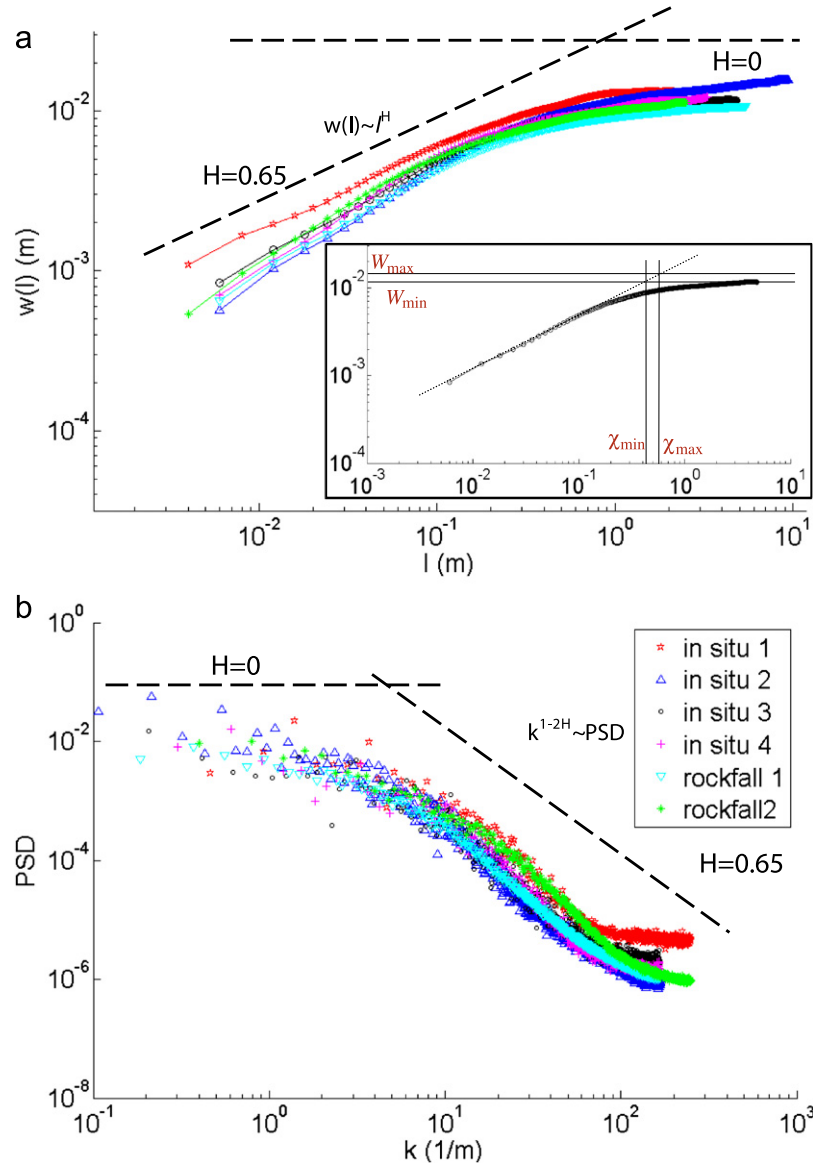 a
10^-2
10^-3
10^-4
w(l) (m)
H=0
w(l)~l^H
H=0.65
W_max
W_min
10^-2
10^-3
10^-4
χ_min
χ_max
10^-3
10^-2
10^-1
10^0
10^1
10^-2
10^-1
10^0
10^1
l (m)
b
10^0
10^-2
10^-4
10^-6
10^-8
PSD
H=0
k^1-2H~PSD
H=0.65
in situ 1
in situ 2
in situ 3
in situ 4
rockfall 1
rockfall2
10^-1
10^0
10^1
10^2
10^3
k (1/m)